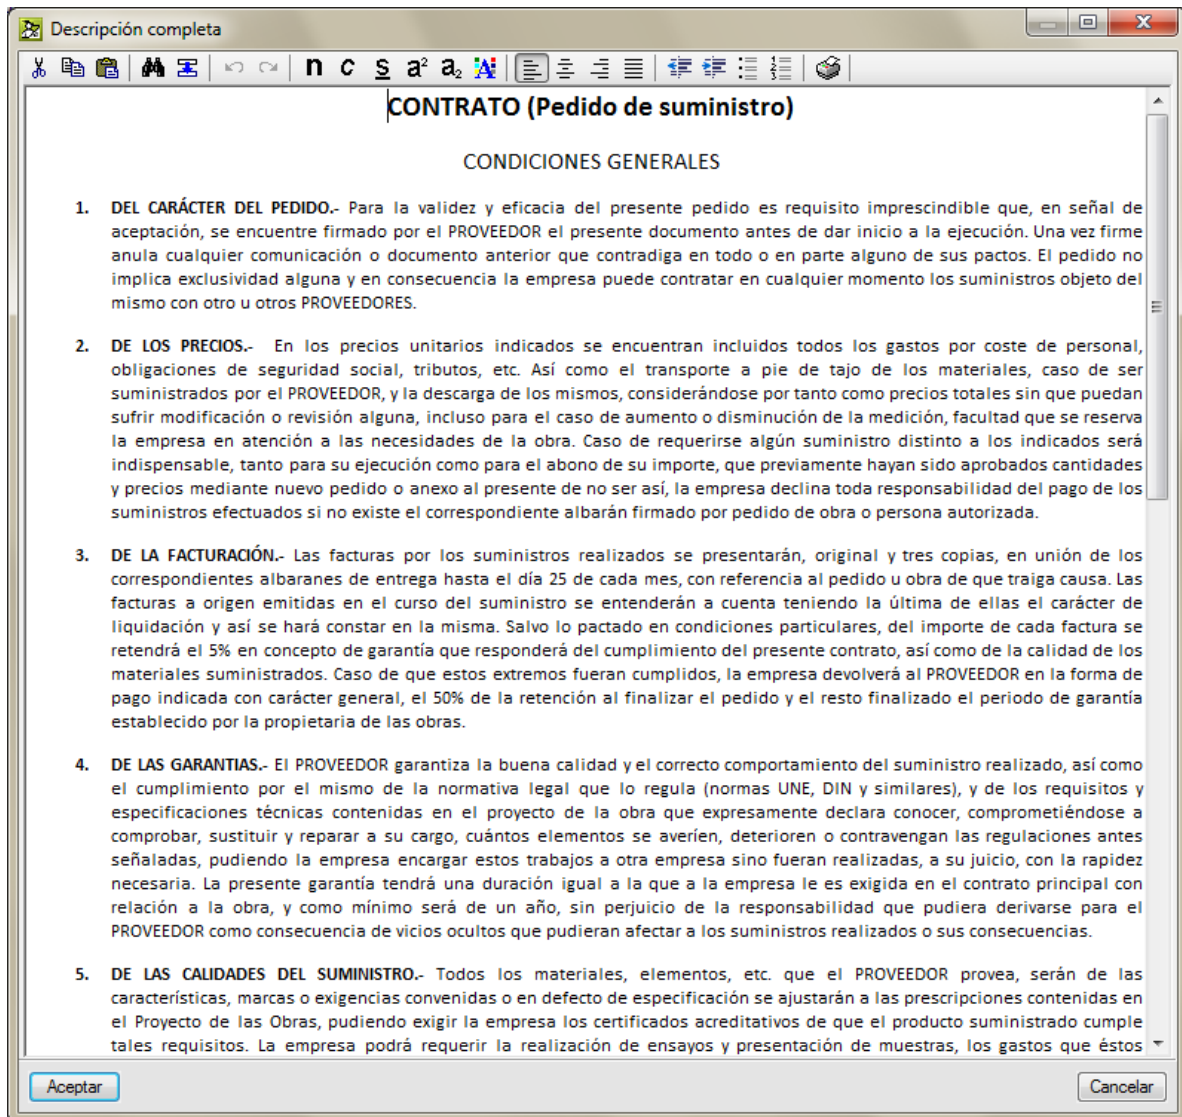 Descripción completa
n c s a² a₂ A
CONTRATO (Pedido de suministro)
CONDICIONES GENERALES
1. DEL CARÁCTER DEL PEDIDO.- Para la validez y eficacia del presente pedido es requisito imprescindible que, en señal de
aceptación, se encuentre firmado por el PROVEEDOR el presente documento antes de dar inicio a la ejecución. Una vez firme
anula cualquier comunicación o documento anterior que contradiga en todo o en parte alguno de sus pactos. El pedido no
implica exclusividad alguna y en consecuencia la empresa puede contratar en cualquier momento los suministros objeto del
mismo con otro u otros PROVEEDORES.
2. DE LOS PRECIOS.- En los precios unitarios indicados se encuentran incluidos todos los gastos por coste de personal,
obligaciones de seguridad social, tributos, etc. Así como el transporte a pie de tajo de los materiales, caso de ser
suministrados por el PROVEEDOR, y la descarga de los mismos, considerándose por tanto como precios totales sin que puedan
sufrir modificación o revisión alguna, incluso para el caso de aumento o disminución de la medición, facultad que se reserva
la empresa en atención a las necesidades de la obra. Caso de requerirse algún suministro distinto a los indicados será
indispensable, tanto para su ejecución como para el abono de su importe, que previamente hayan sido aprobados cantidades
y precios mediante nuevo pedido o anexo al presente de no ser así, la empresa declina toda responsabilidad del pago de los
suministros efectuados si no existe el correspondiente albarán firmado por pedido de obra o persona autorizada.
3. DE LA FACTURACIÓN.- Las facturas por los suministros realizados se presentarán, original y tres copias, en unión de los
correspondientes albaranes de entrega hasta el día 25 de cada mes, con referencia al pedido u obra de que traiga causa. Las
facturas a origen emitidas en el curso del suministro se entenderán a cuenta teniendo la última de ellas el carácter de
liquidación y así se hará constar en la misma. Salvo lo pactado en condiciones particulares, del importe de cada factura se
retendrá el 5% en concepto de garantía que responderá del cumplimiento del presente contrato, así como de la calidad de los
materiales suministrados. Caso de que estos extremos fueran cumplidos, la empresa devolverá al PROVEEDOR en la forma de
pago indicada con carácter general, el 50% de la retención al finalizar el pedido y el resto finalizado el periodo de garantía
establecido por la propietaria de las obras.
4. DE LAS GARANTIAS.- El PROVEEDOR garantiza la buena calidad y el correcto comportamiento del suministro realizado, así como
el cumplimiento por el mismo de la normativa legal que lo regula (normas UNE, DIN y similares), y de los requisitos y
especificaciones técnicas contenidas en el proyecto de la obra que expresamente declara conocer, comprometiéndose a
comprobar, sustituir y reparar a su cargo, cuántos elementos se averíen, deterioren o contravengan las regulaciones antes
señaladas, pudiendo la empresa encargar estos trabajos a otra empresa sino fueran realizadas, a su juicio, con la rapidez
necesaria. La presente garantía tendrá una duración igual a la que a la empresa le es exigida en el contrato principal con
relación a la obra, y como mínimo será de un año, sin perjuicio de la responsabilidad que pudiera derivarse para el
PROVEEDOR como consecuencia de vicios ocultos que pudieran afectar a los suministros realizados o sus consecuencias.
5. DE LAS CALIDADES DEL SUMINISTRO.- Todos los materiales, elementos, etc. que el PROVEEDOR provea, serán de las
características, marcas o exigencias convenidas o en defecto de especificación se ajustarán a las prescripciones contenidas en
el Proyecto de las Obras, pudiendo exigir la empresa los certificados acreditativos de que el producto suministrado cumple
tales requisitos. La empresa podrá requerir la realización de ensayos y presentación de muestras, los gastos que éstos
Aceptar
Cancelar